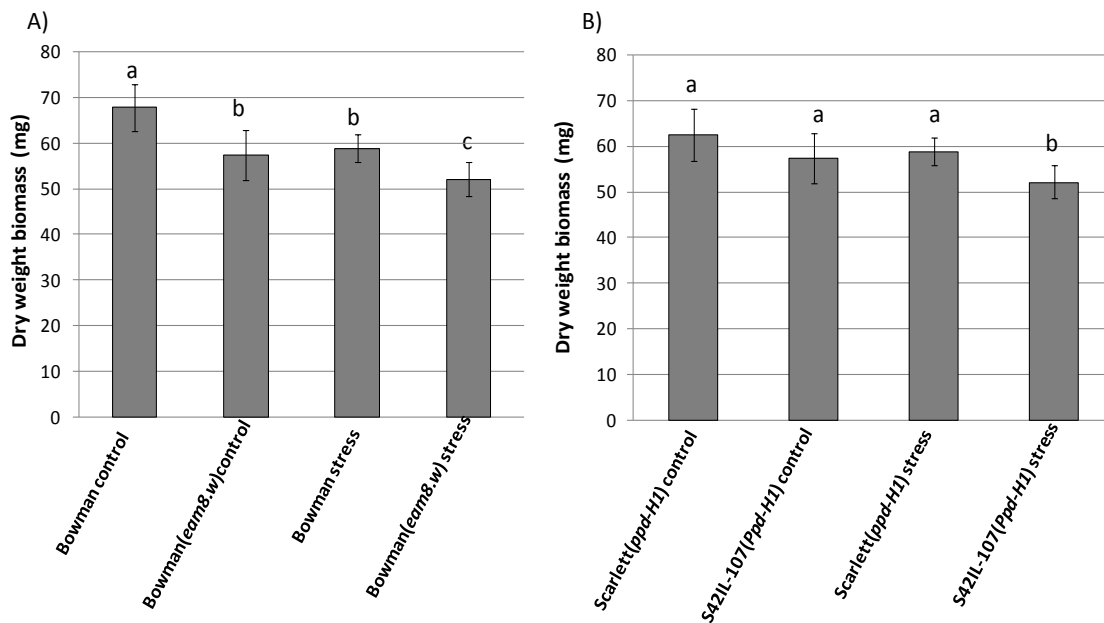 A)
80
70
60
50
40
30
20
10
0
Dry weight biomass (mg)
a
b
b
c
Bowman control
Bowman(eam8.w)control
Bowman stress
Bowman(eam8.w) stress
B)
80
70
60
50
40
30
20
10
0
Dry weight biomass (mg)
a
a
a
b
Scarlett(ppd-H1) control
S42IL-107(Ppd-H1) control
Scarlett(ppd-H1) stress
S42IL-107(Ppd-H1) stress